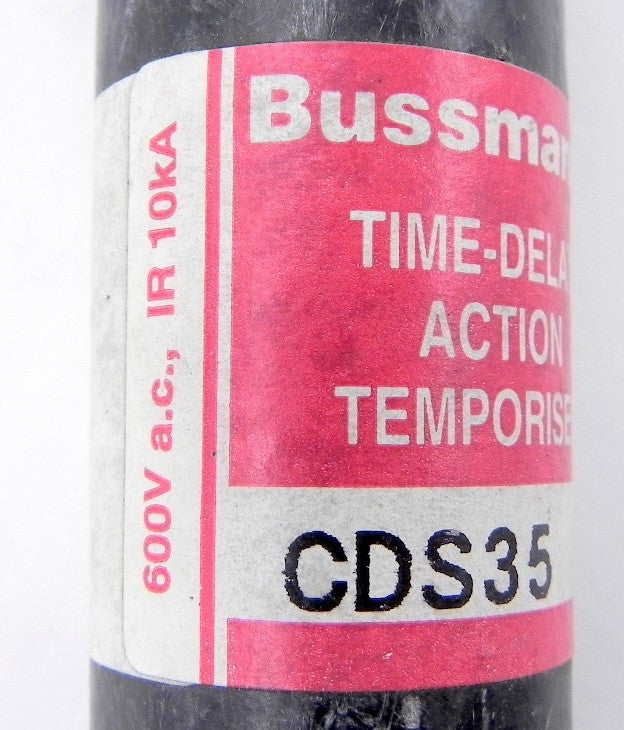 Bussman
TIME-DELA
ACTION
TEMPORISE
CDS35
600V a.c., IR 10kA